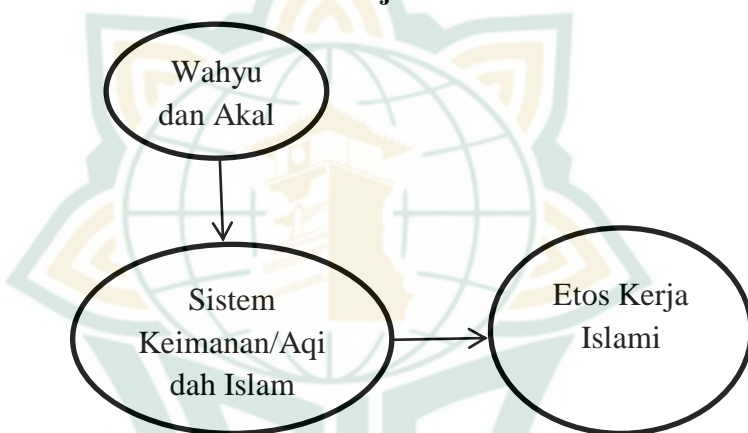 Wahyu
dan Akal
Sistem
Keimanan/Aqi
dah Islam
Etos Kerja
Islami